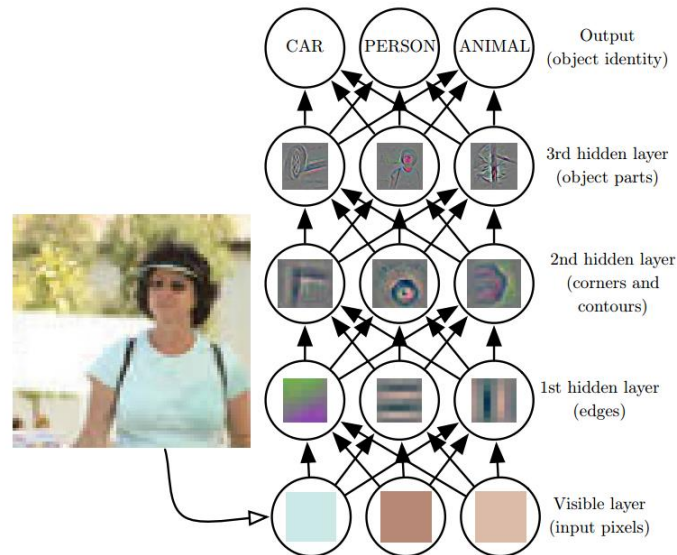 CAR
PERSON
ANIMAL
Output
(object identity)
3rd hidden layer
(object parts)
2nd hidden layer
(corners and
contours)
1st hidden layer
(edges)
Visible layer
(input pixels)